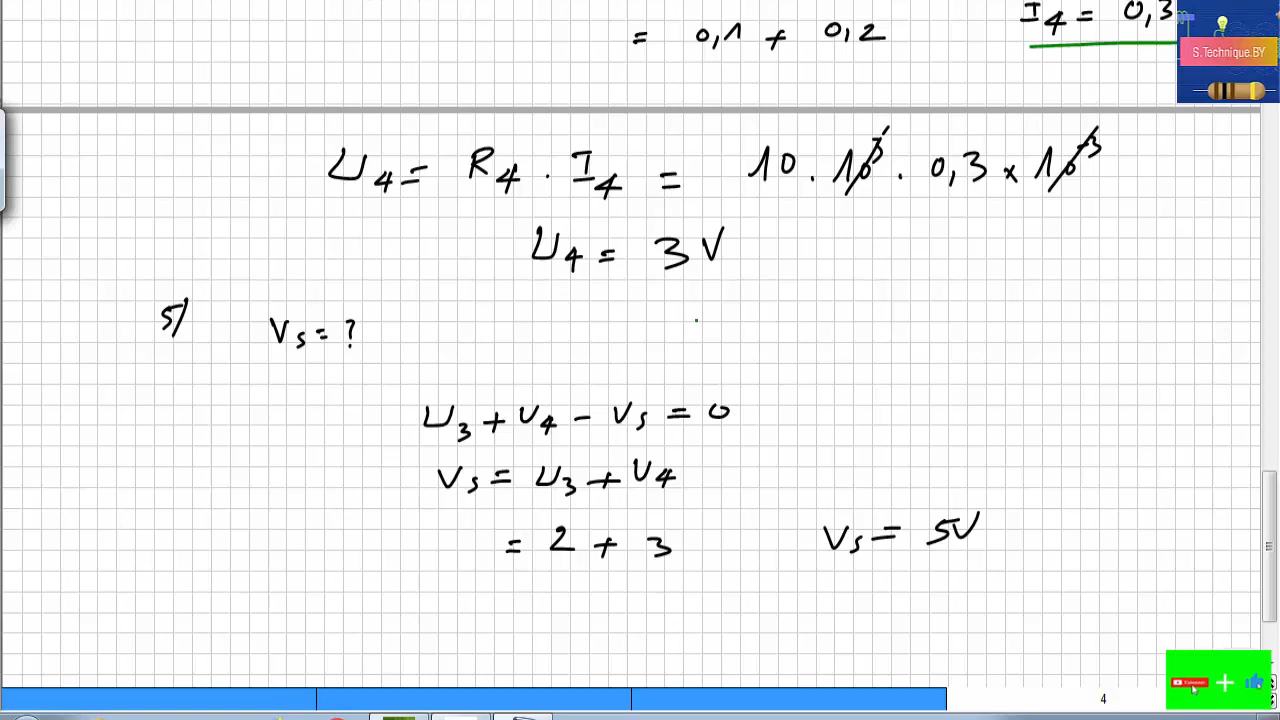 = 0,1 + 0,2
I4 = 0,3
S.Technique.BY
U4 = R4 . I4 = 10 . 10³ . 0,3 × 10⁻³
U4 = 3 V
5/ Vs = ?
U3 + U4 - Vs = 0
Vs = U3 + U4
= 2 + 3
Vs = 5V
4